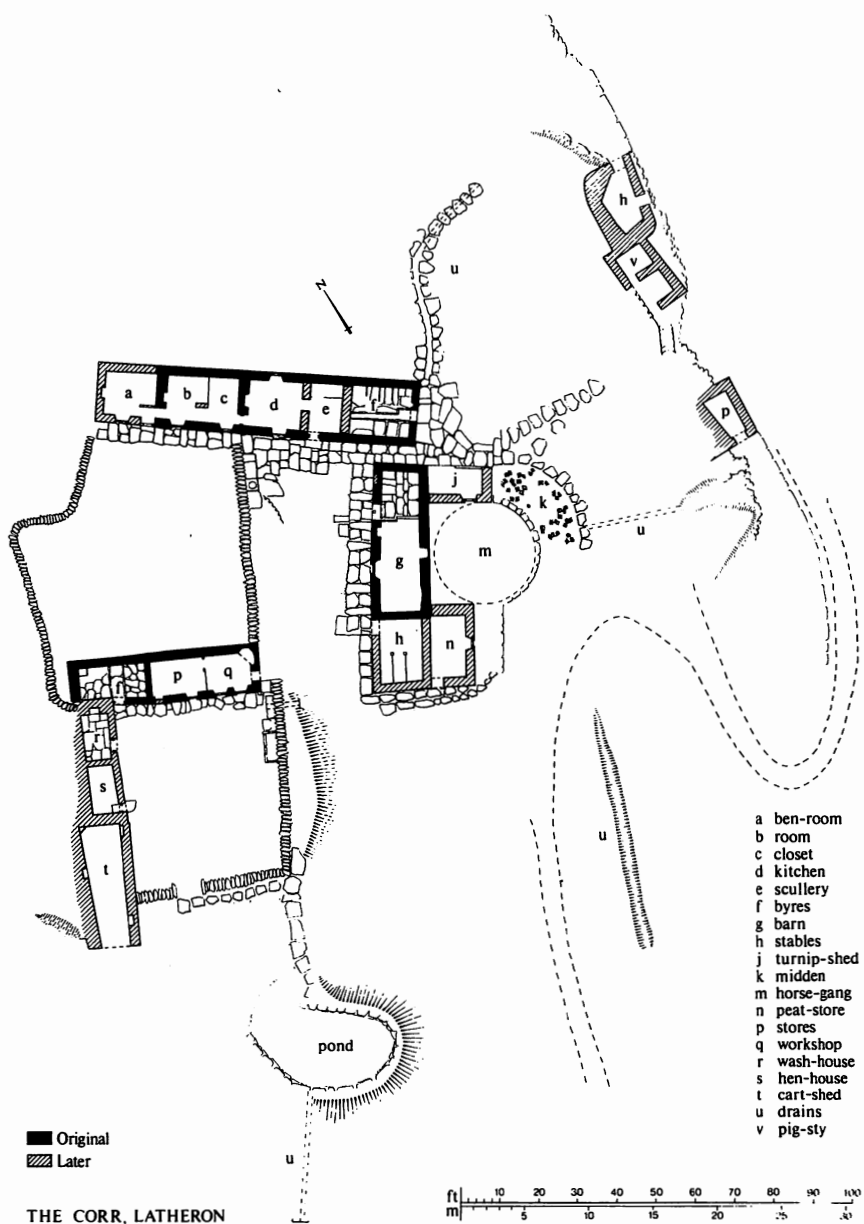 h
v
u
N
p
a
b
c
d
e
f
j
k
g
m
u
h
n
f
p
q
r
s
t
u
pond
u
a ben-room
b room
c closet
d kitchen
e scullery
f byres
g barn
h stables
j turnip-shed
k midden
m horse-gang
n peat-store
p stores
q workshop
r wash-house
s hen-house
t cart-shed
u drains
v pig-sty
Original
Later
THE CORR, LATHERON
ft 10 20 30 40 50 60 70 80 90 100
m 5 10 15 20 25 30